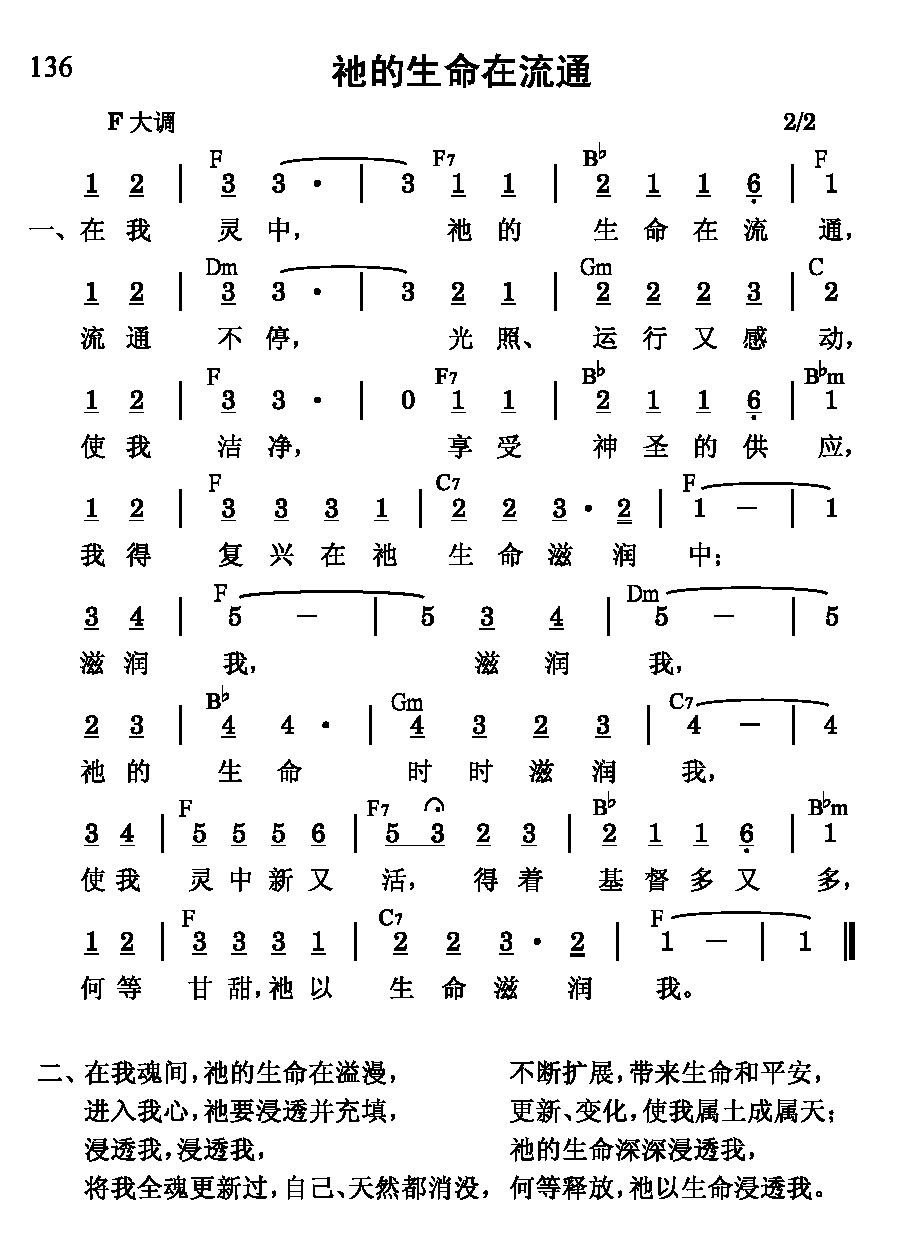 136 祂的生命在流通
F 大调 2/2
F F7 B♭ F
1 2 | 3 3 · | 3 1 1 | 2 1 1 6̣ | 1
一、在 我 灵 中, 祂 的 生 命 在 流 通,
Dm Gm C
1 2 | 3 3 · | 3 2 1 | 2 2 2 3 | 2
流 通 不 停, 光 照、 运 行 又 感 动,
F F7 B♭ B♭m
1 2 | 3 3 · | 0 1 1 | 2 1 1 6̣ | 1
使 我 洁 净, 享 受 神 圣 的 供 应,
F C7 F
1 2 | 3 3 3 1 | 2 2 3 · 2 | 1 – | 1
我 得 复 兴 在 祂 生 命 滋 润 中;
F Dm
3 4 | 5 – | 5 3 4 | 5 – | 5
滋 润 我, 滋 润 我,
B♭ Gm C7
2 3 | 4 4 · | 4 3 2 3 | 4 – | 4
祂 的 生 命 时 时 滋 润 我,
F F7 B♭ B♭m
3 4 | 5 5 5 6 | 5 3 2 3 | 2 1 1 6̣ | 1
使 我 灵 中 新 又 活, 得 着 基 督 多 又 多,
F C7 F
1 2 | 3 3 3 1 | 2 2 3 · 2 | 1 – | 1 ‖
何 等 甘 甜, 祂 以 生 命 滋 润 我。
二、在我魂间,祂的生命在溢漫, 不断扩展,带来生命和平安,
进入我心,祂要浸透并充填, 更新、变化,使我属土成属天;
浸透我,浸透我, 祂的生命深深浸透我,
将我全魂更新过,自己、天然都消没, 何等释放,祂以生命浸透我。